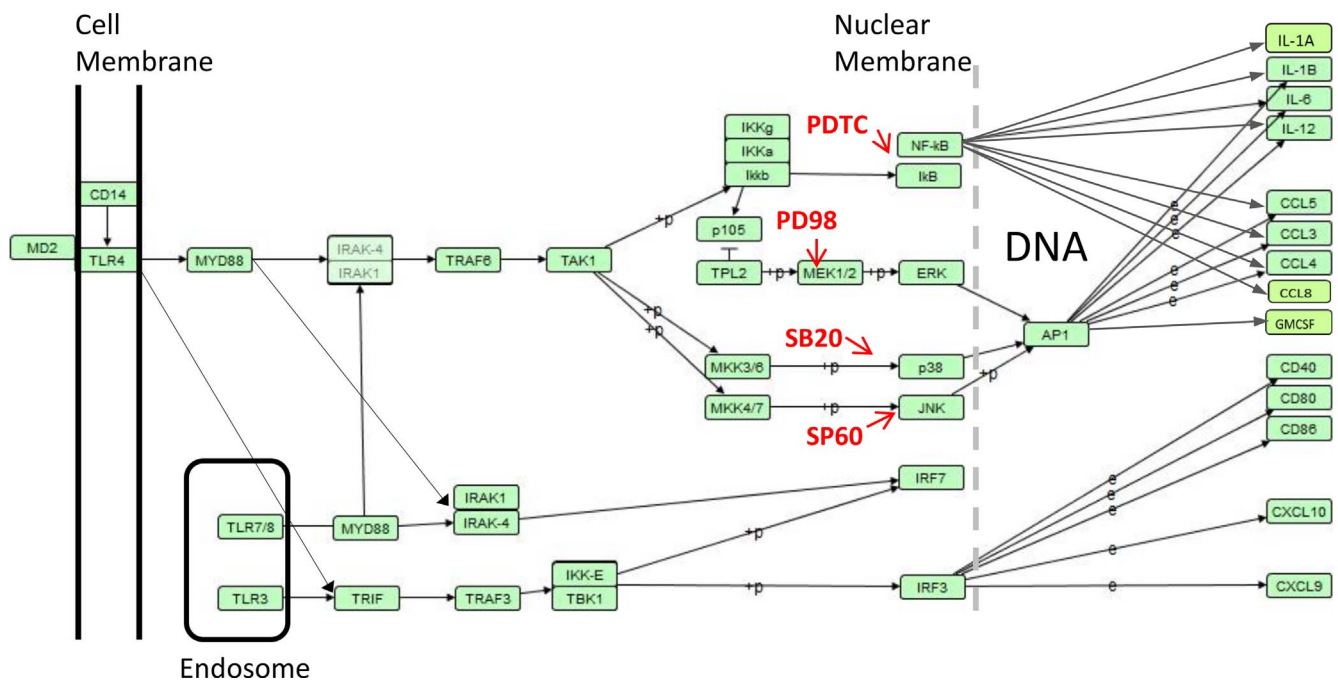 Cell
Membrane
Nuclear
Membrane
IL-1A
IL-1B
IL-6
IL-12
IKKg
IKKa
Ikkb
PDTC
NF-kB
IkB
CD14
MD2
TLR4
MYD88
IRAK-4
IRAK1
TRAF6
TAK1
+p
p105
PD98
TPL2
+p
MEK1/2
+p
ERK
DNA
e
e
e
CCL5
CCL3
CCL4
CCL8
GMCSF
e
e
e
AP1
+p
+p
SB20
MKK3/6
+p
p38
+p
MKK4/7
+p
JNK
SP60
CD40
CD80
CD86
IRAK1
IRAK-4
IRF7
TLR7/8
MYD88
e
e
e
CXCL10
e
+p
IKK-E
TBK1
TLR3
TRIF
TRAF3
+p
IRF3
e
CXCL9
Endosome